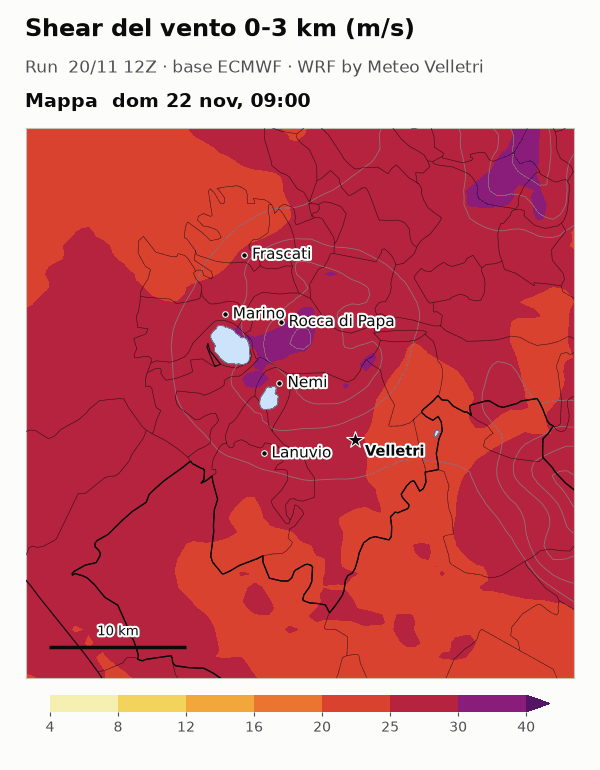 Shear del vento 0-3 km (m/s)
Run  20/11 12Z · base ECMWF · WRF by Meteo Velletri
Mappa  dom 22 nov, 09:00
Frascati
Marino
Rocca di Papa
Nemi
Velletri
Lanuvio
10 km
4 8 12 16 20 25 30 40